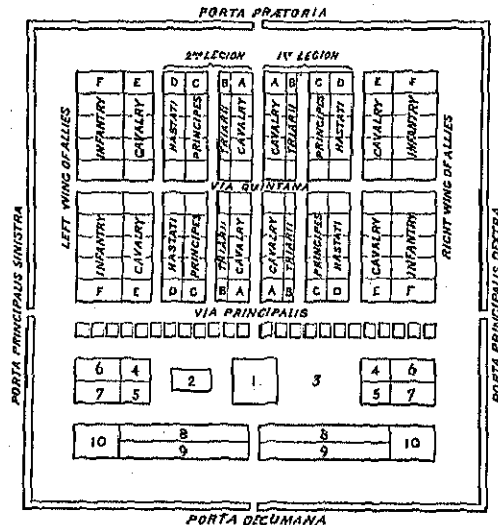 PORTA PRÆTORIA
2ND LEGION 1ST LEGION
F E D C B A A B C D E F
INFANTRY CAVALRY HASTATI PRINCIPES TRIARII CAVALRY CAVALRY TRIARII PRINCIPES HASTATI CAVALRY INFANTRY
LEFT WING OF ALLIES
RIGHT WING OF ALLIES
VIA QUINTANA
INFANTRY CAVALRY HASTATI PRINCIPES TRIARII CAVALRY CAVALRY TRIARII PRINCIPES HASTATI CAVALRY INFANTRY
F E D C B A A B C D E F
PORTA PRINCIPALIS SINISTRA
PORTA PRINCIPALIS DEXTRA
VIA PRINCIPALIS
6 4 2 1 3 4 6
7 5 5 7
10 8 8 10
9 9
PORTA DECUMANA